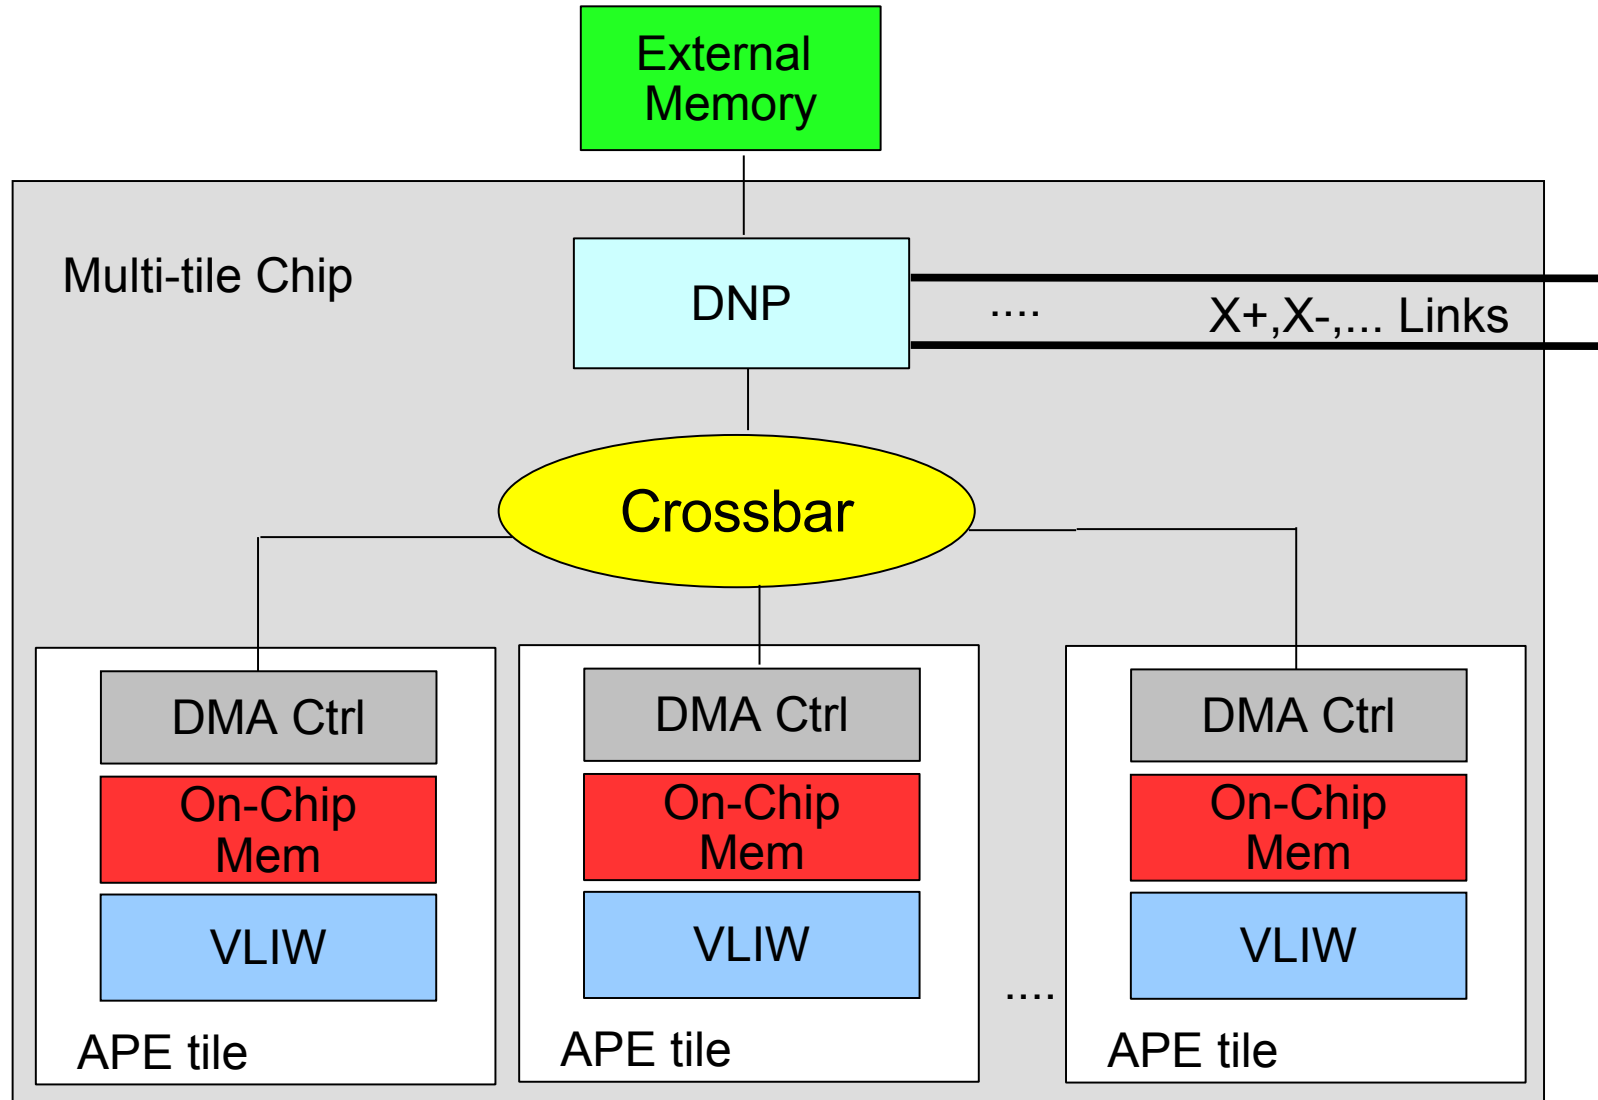 External
Memory
Multi-tile Chip
DNP
....
X+,X-,... Links
Crossbar
DMA Ctrl
On-Chip
Mem
VLIW
APE tile
DMA Ctrl
On-Chip
Mem
VLIW
APE tile
....
DMA Ctrl
On-Chip
Mem
VLIW
APE tile